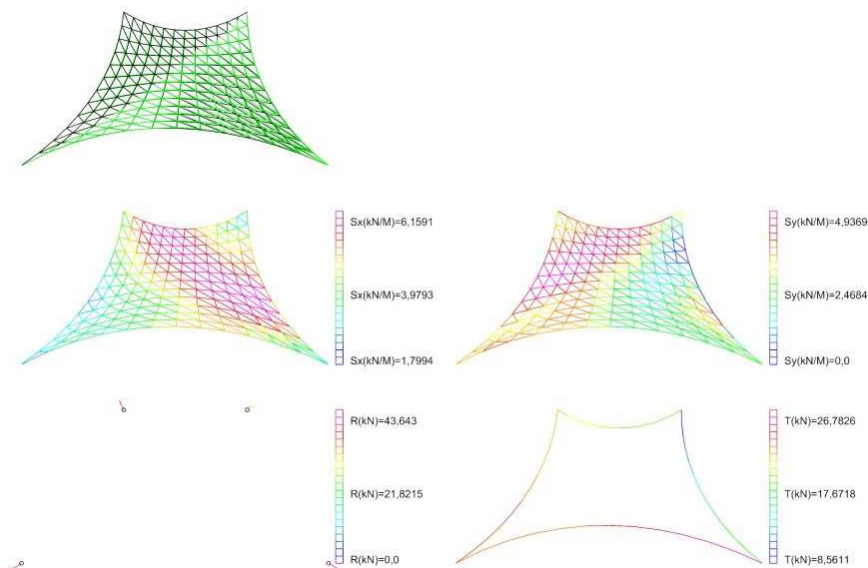 Sx(kN/M)=6,1591
Sx(kN/M)=3,9793
Sx(kN/M)=1,7994
Sy(kN/M)=4,9369
Sy(kN/M)=2,4684
Sy(kN/M)=0,0
R(kN)=43,643
R(kN)=21,8215
R(kN)=0,0
T(kN)=26,7826
T(kN)=17,6718
T(kN)=8,5611